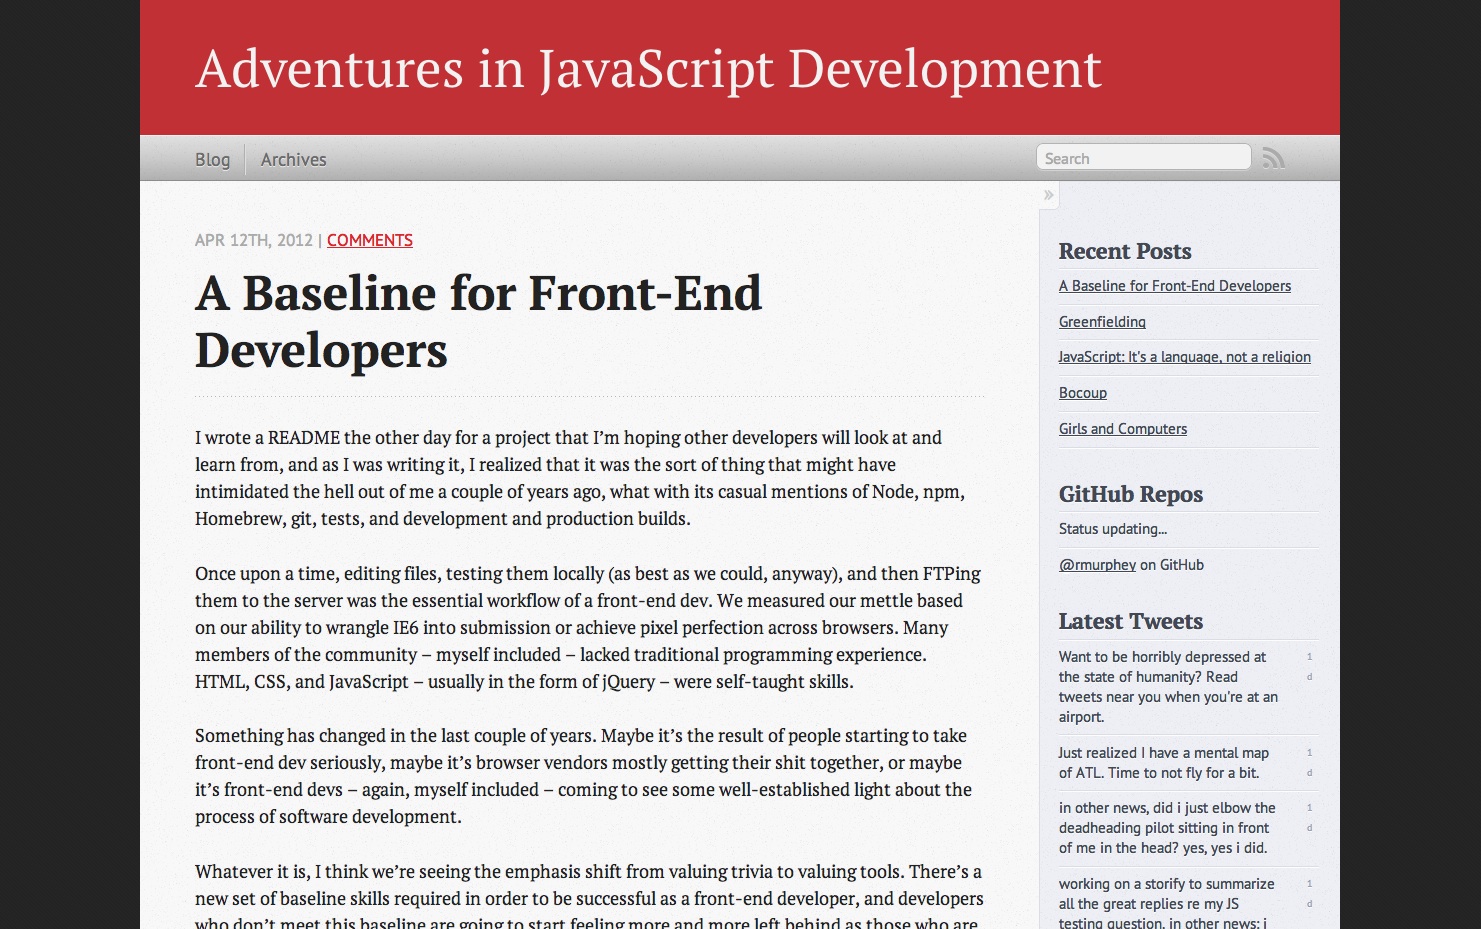 Adventures in JavaScript Development
Blog
Archives
Search
»
APR 12TH, 2012 | COMMENTS
A Baseline for Front-End
Developers
I wrote a README the other day for a project that I’m hoping other developers will look at and
learn from, and as I was writing it, I realized that it was the sort of thing that might have
intimidated the hell out of me a couple of years ago, what with its casual mentions of Node, npm,
Homebrew, git, tests, and development and production builds.
Once upon a time, editing files, testing them locally (as best as we could, anyway), and then FTPing
them to the server was the essential workflow of a front-end dev. We measured our mettle based
on our ability to wrangle IE6 into submission or achieve pixel perfection across browsers. Many
members of the community – myself included – lacked traditional programming experience.
HTML, CSS, and JavaScript – usually in the form of jQuery – were self-taught skills.
Something has changed in the last couple of years. Maybe it’s the result of people starting to take
front-end dev seriously, maybe it’s browser vendors mostly getting their shit together, or maybe
it’s front-end devs – again, myself included – coming to see some well-established light about the
process of software development.
Whatever it is, I think we’re seeing the emphasis shift from valuing trivia to valuing tools. There’s a
new set of baseline skills required in order to be successful as a front-end developer, and developers
who don’t meet this baseline are going to start feeling more and more left behind as those who are
Recent Posts
A Baseline for Front-End Developers
Greenfielding
JavaScript: It's a language, not a religion
Bocoup
Girls and Computers
GitHub Repos
Status updating...
@rmurphey on GitHub
Latest Tweets
Want to be horribly depressed at 1
the state of humanity? Read d
tweets near you when you're at an
airport.
Just realized I have a mental map 1
of ATL. Time to not fly for a bit. d
in other news, did i just elbow the 1
deadheading pilot sitting in front d
of me in the head? yes, yes i did.
working on a storify to summarize 1
all the great replies re my JS d
testing question. in other news: i